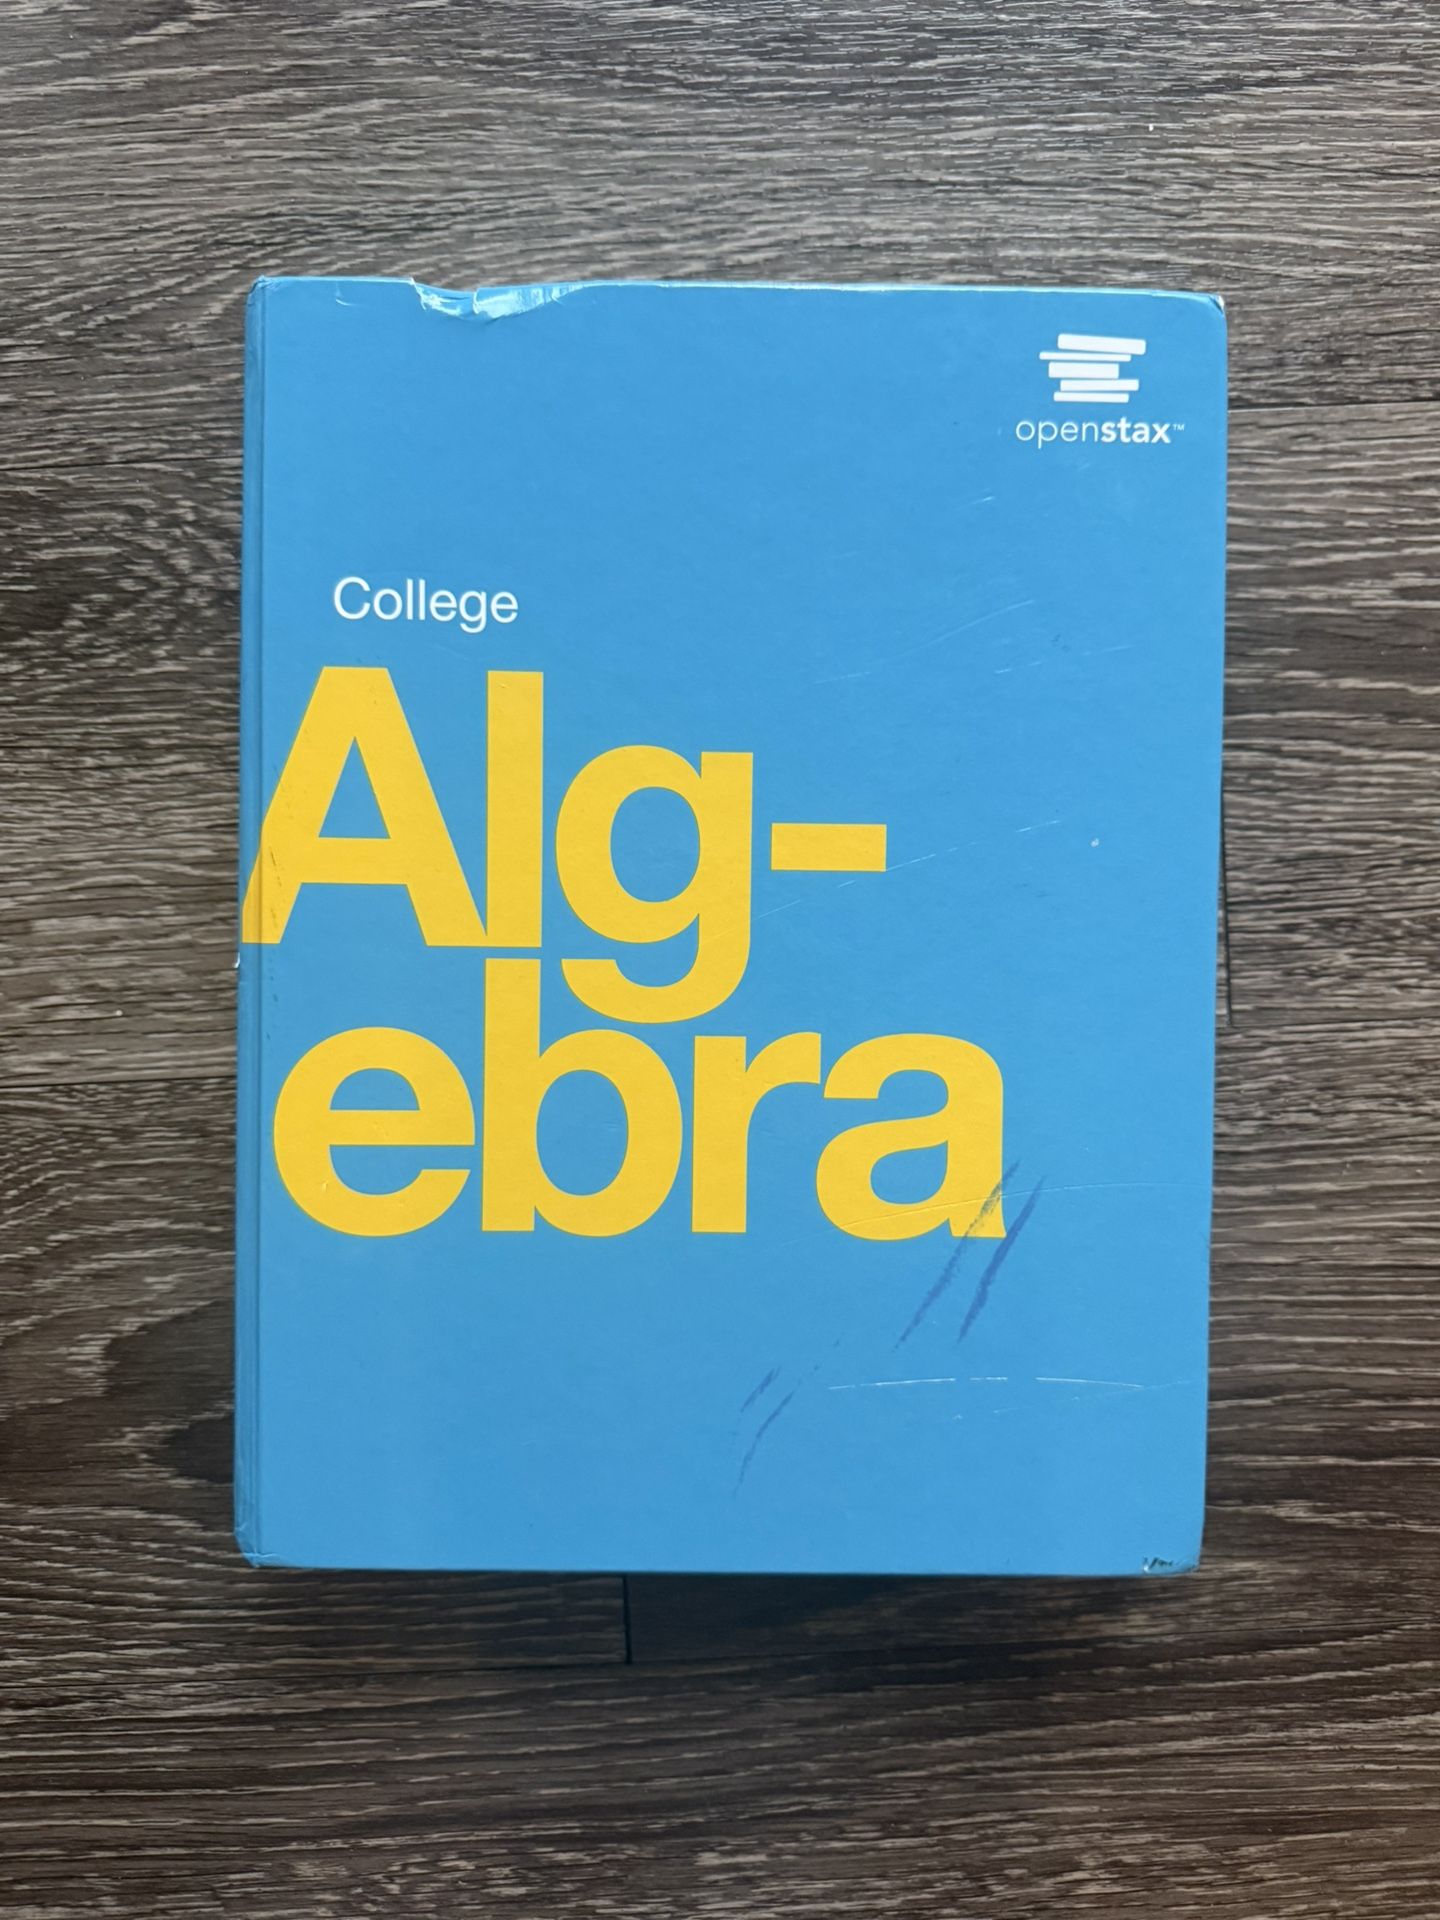 openstax™
College
Alg-
ebra